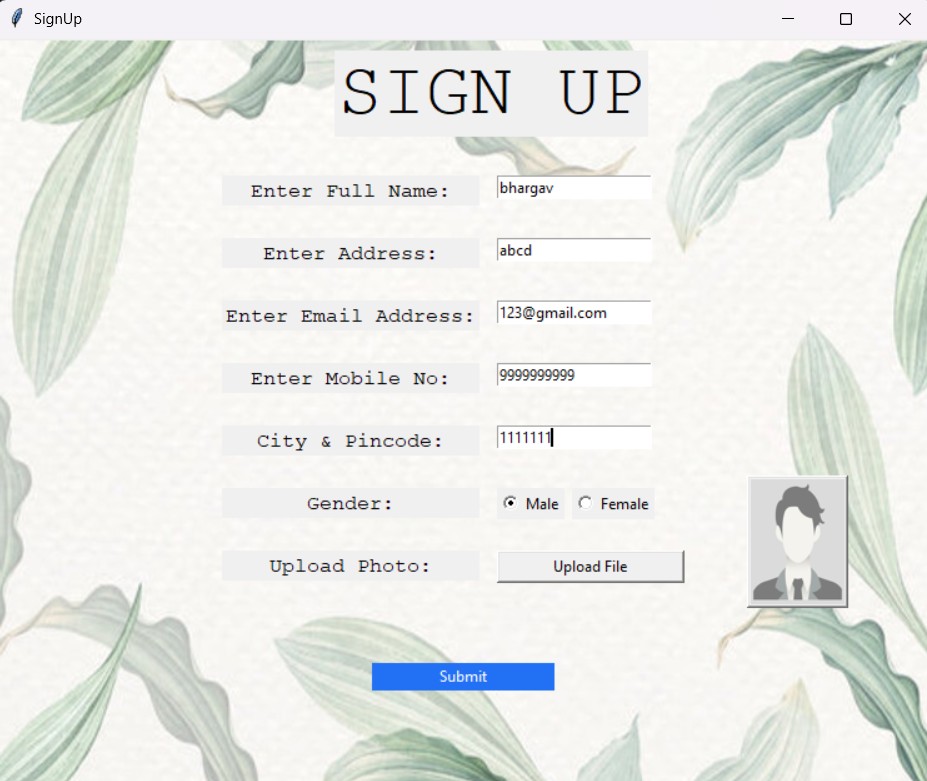 SignUp
SIGN UP
Enter Full Name: bhargav
Enter Address: abcd
Enter Email Address: 123@gmail.com
Enter Mobile No: 9999999999
City & Pincode: 1111111
Gender: Male Female
Upload Photo: Upload File
Submit